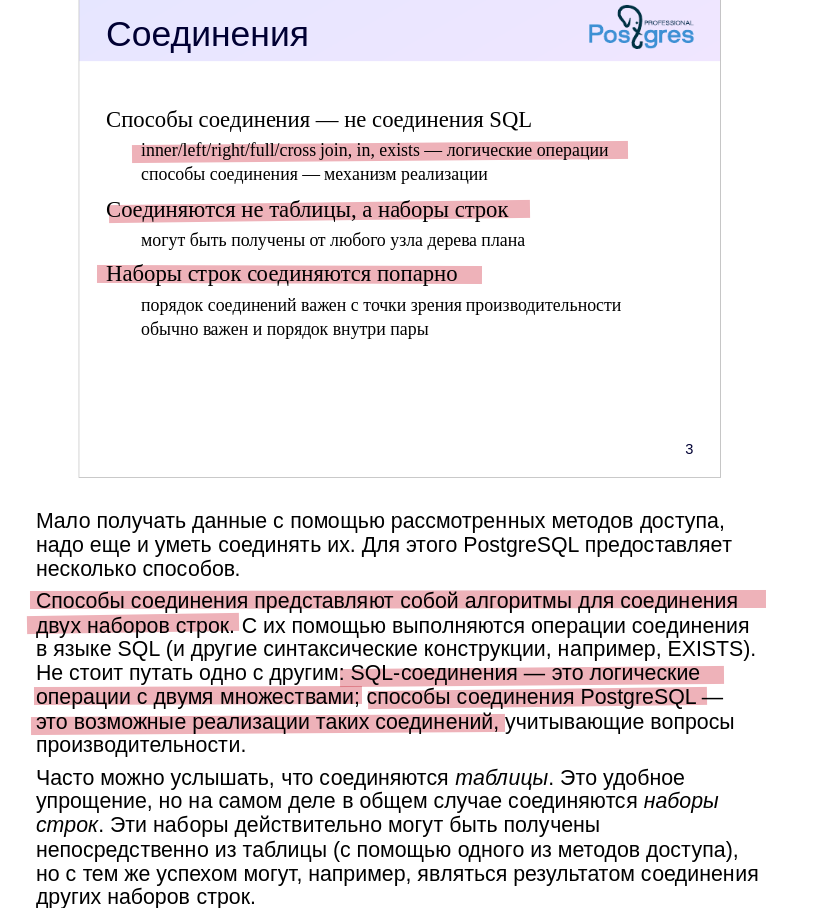 Соединения
PROFESSIONAL
Postgres
Способы соединения — не соединения SQL
inner/left/right/full/cross join, in, exists — логические операции
способы соединения — механизм реализации
Соединяются не таблицы, а наборы строк
могут быть получены от любого узла дерева плана
Наборы строк соединяются попарно
порядок соединений важен с точки зрения производительности
обычно важен и порядок внутри пары
3
Мало получать данные с помощью рассмотренных методов доступа,
надо еще и уметь соединять их. Для этого PostgreSQL предоставляет
несколько способов.
Способы соединения представляют собой алгоритмы для соединения
двух наборов строк. С их помощью выполняются операции соединения
в языке SQL (и другие синтаксические конструкции, например, EXISTS).
Не стоит путать одно с другим: SQL-соединения — это логические
операции с двумя множествами; способы соединения PostgreSQL —
это возможные реализации таких соединений, учитывающие вопросы
производительности.
Часто можно услышать, что соединяются таблицы. Это удобное
упрощение, но на самом деле в общем случае соединяются наборы
строк. Эти наборы действительно могут быть получены
непосредственно из таблицы (с помощью одного из методов доступа),
но с тем же успехом могут, например, являться результатом соединения
других наборов строк.